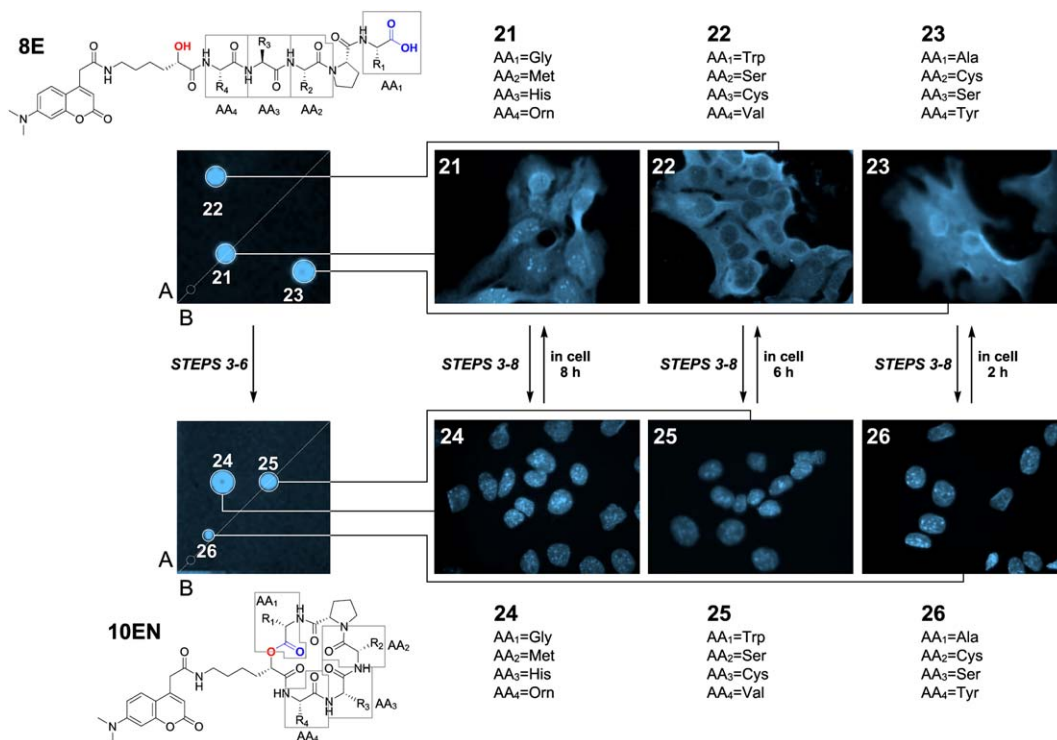 8E
OH
O
N
H
O
H
N
R4
O
N
H
R3
O
H
N
R2
O
N
O
H
N
R1
O
OH
AA4
AA3
AA2
AA1
N
O
O
21
AA1=Gly
AA2=Met
AA3=His
AA4=Orn
22
AA1=Trp
AA2=Ser
AA3=Cys
AA4=Val
23
AA1=Ala
AA2=Cys
AA3=Ser
AA4=Tyr
22
21
23
A
B
21
22
23
STEPS 3-6
STEPS 3-8
in cell
8 h
STEPS 3-8
in cell
6 h
STEPS 3-8
in cell
2 h
24
25
26
A
B
24
25
26
10EN
AA1
R1
H
N
O
N
O
R2
AA2
NH
O
O
O
O
N
H
O
HN
R4
O
N
H
R3
O
AA3
AA4
N
O
O
24
AA1=Gly
AA2=Met
AA3=His
AA4=Orn
25
AA1=Trp
AA2=Ser
AA3=Cys
AA4=Val
26
AA1=Ala
AA2=Cys
AA3=Ser
AA4=Tyr